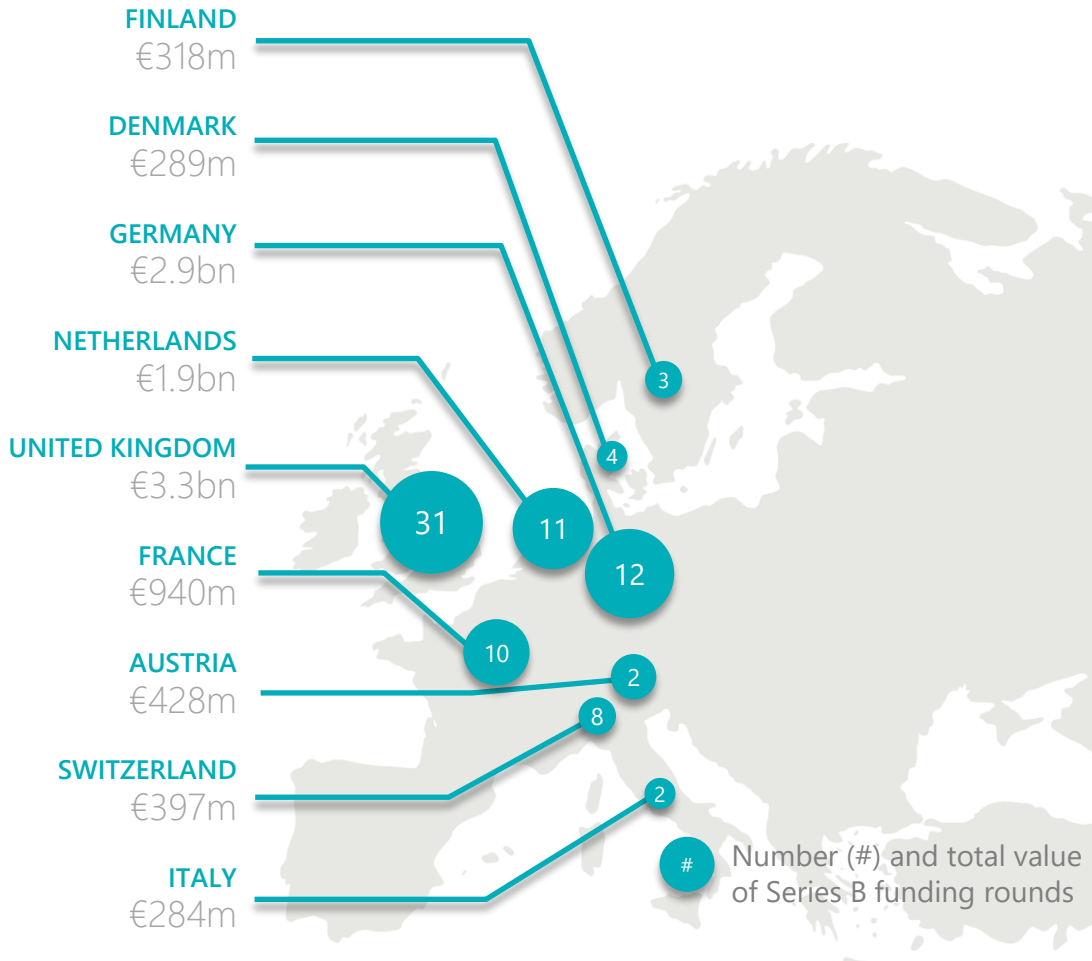 FINLAND
€318m
DENMARK
€289m
GERMANY
€2.9bn
NETHERLANDS
€1.9bn
UNITED KINGDOM
€3.3bn
FRANCE
€940m
AUSTRIA
€428m
SWITZERLAND
€397m
ITALY
€284m
3
4
31
11
12
10
2
8
2
#
Number (#) and total value
of Series B funding rounds